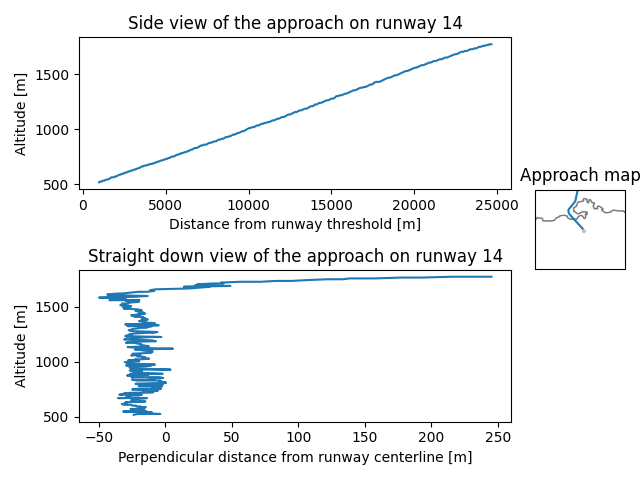 Side view of the approach on runway 14
Altitude [m]
1500
1000
500
0
5000
10000
15000
20000
25000
Distance from runway threshold [m]
Approach map
Straight down view of the approach on runway 14
Altitude [m]
1500
1000
500
−50
0
50
100
150
200
250
Perpendicular distance from runway centerline [m]